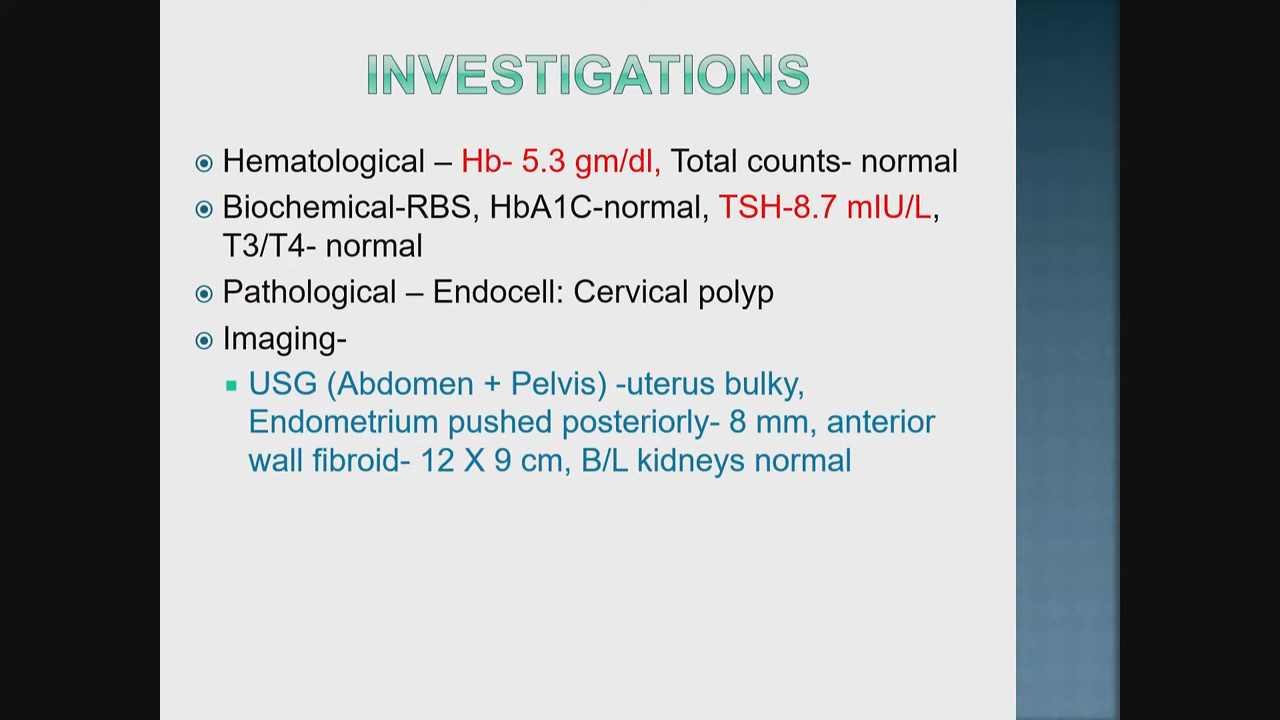 INVESTIGATIONS
Hematological – Hb- 5.3 gm/dl, Total counts- normal
Biochemical-RBS, HbA1C-normal, TSH-8.7 mIU/L,
T3/T4- normal
Pathological – Endocell: Cervical polyp
Imaging-
USG (Abdomen + Pelvis) -uterus bulky,
Endometrium pushed posteriorly- 8 mm, anterior
wall fibroid- 12 X 9 cm, B/L kidneys normal